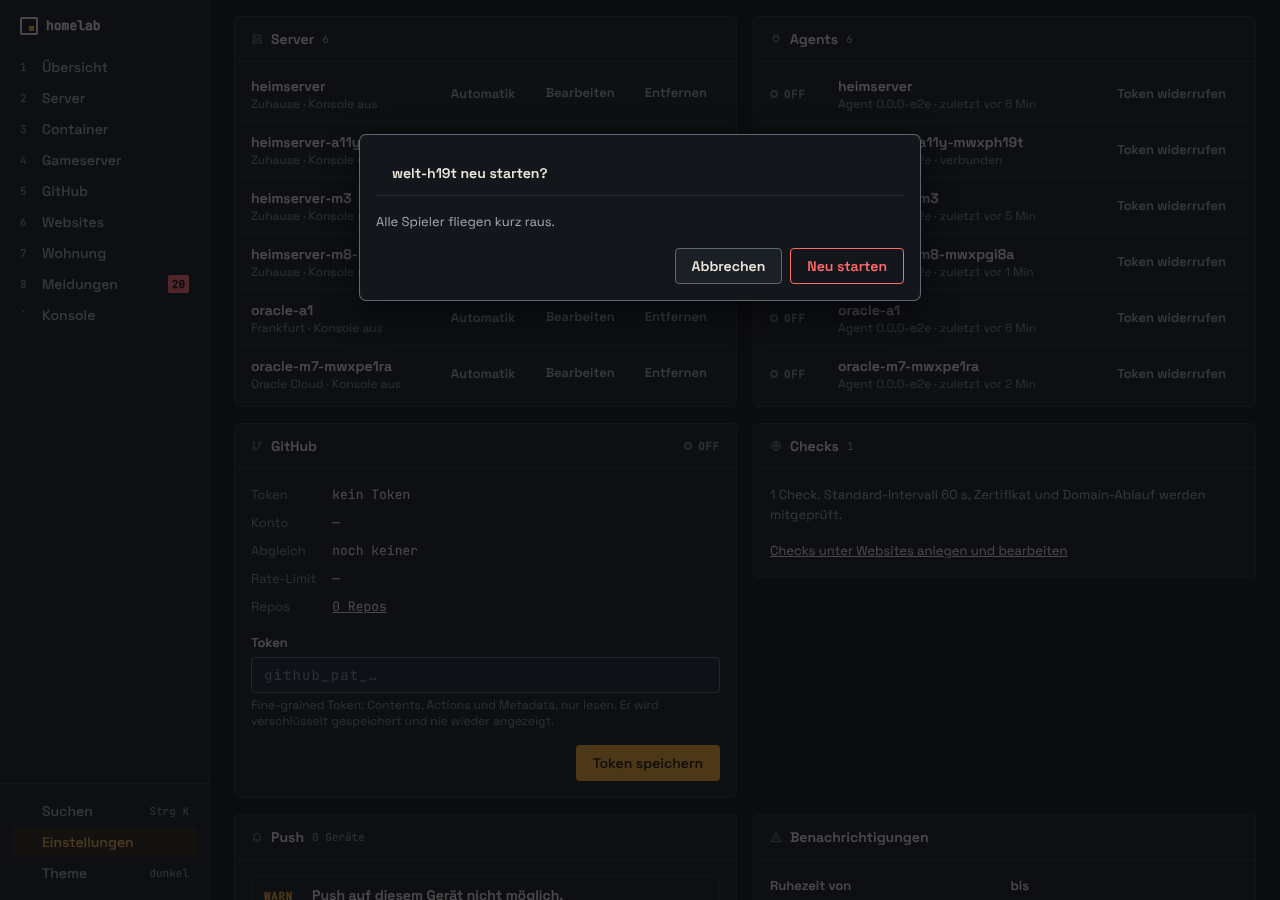 homelab
1 Übersicht
2 Server
3 Container
4 Gameserver
5 GitHub
6 Websites
7 Wohnung
8 Meldungen 20
` Konsole
Suchen Strg K
Einstellungen
Theme dunkel
Server 6
heimserver
Zuhause · Konsole aus
Automatik Bearbeiten Entfernen
heimserver-a11y
Zuhause · Konsole
heimserver-m3
Zuhause · Konsole
heimserver-m8-
Zuhause · Konsole
oracle-a1
Frankfurt · Konsole aus
Automatik Bearbeiten Entfernen
oracle-m7-mwxpe1ra
Oracle Cloud · Konsole aus
Automatik Bearbeiten Entfernen
Agents 6
OFF heimserver
Agent 0.0.0-e2e · zuletzt vor 6 Min
Token widerrufen
a11y-mwxph19t
e · verbunden
Token widerrufen
m3
e · zuletzt vor 5 Min
Token widerrufen
m8-mwxpgi8a
e · zuletzt vor 1 Min
Token widerrufen
OFF oracle-a1
Agent 0.0.0-e2e · zuletzt vor 6 Min
Token widerrufen
OFF oracle-m7-mwxpe1ra
Agent 0.0.0-e2e · zuletzt vor 2 Min
Token widerrufen
welt-h19t neu starten?
Alle Spieler fliegen kurz raus.
Abbrechen Neu starten
GitHub OFF
Token kein Token
Konto —
Abgleich noch keiner
Rate-Limit —
Repos 0 Repos
Token
github_pat_…
Fine-grained Token: Contents, Actions und Metadata, nur lesen. Er wird
verschlüsselt gespeichert und nie wieder angezeigt.
Token speichern
Checks 1
1 Check. Standard-Intervall 60 s, Zertifikat und Domain-Ablauf werden
mitgeprüft.
Checks unter Websites anlegen und bearbeiten
Push 0 Geräte
WARN Push auf diesem Gerät nicht möglich.
Benachrichtigungen
Ruhezeit von bis